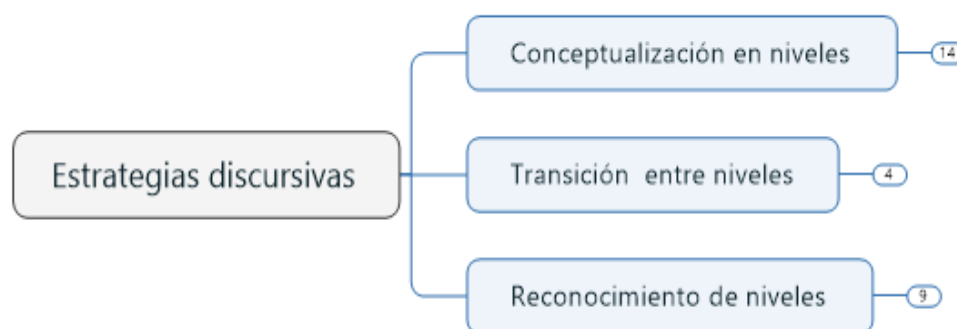 Estrategias discursivas
Conceptualización en niveles
14
Transición entre niveles
4
Reconocimiento de niveles
9